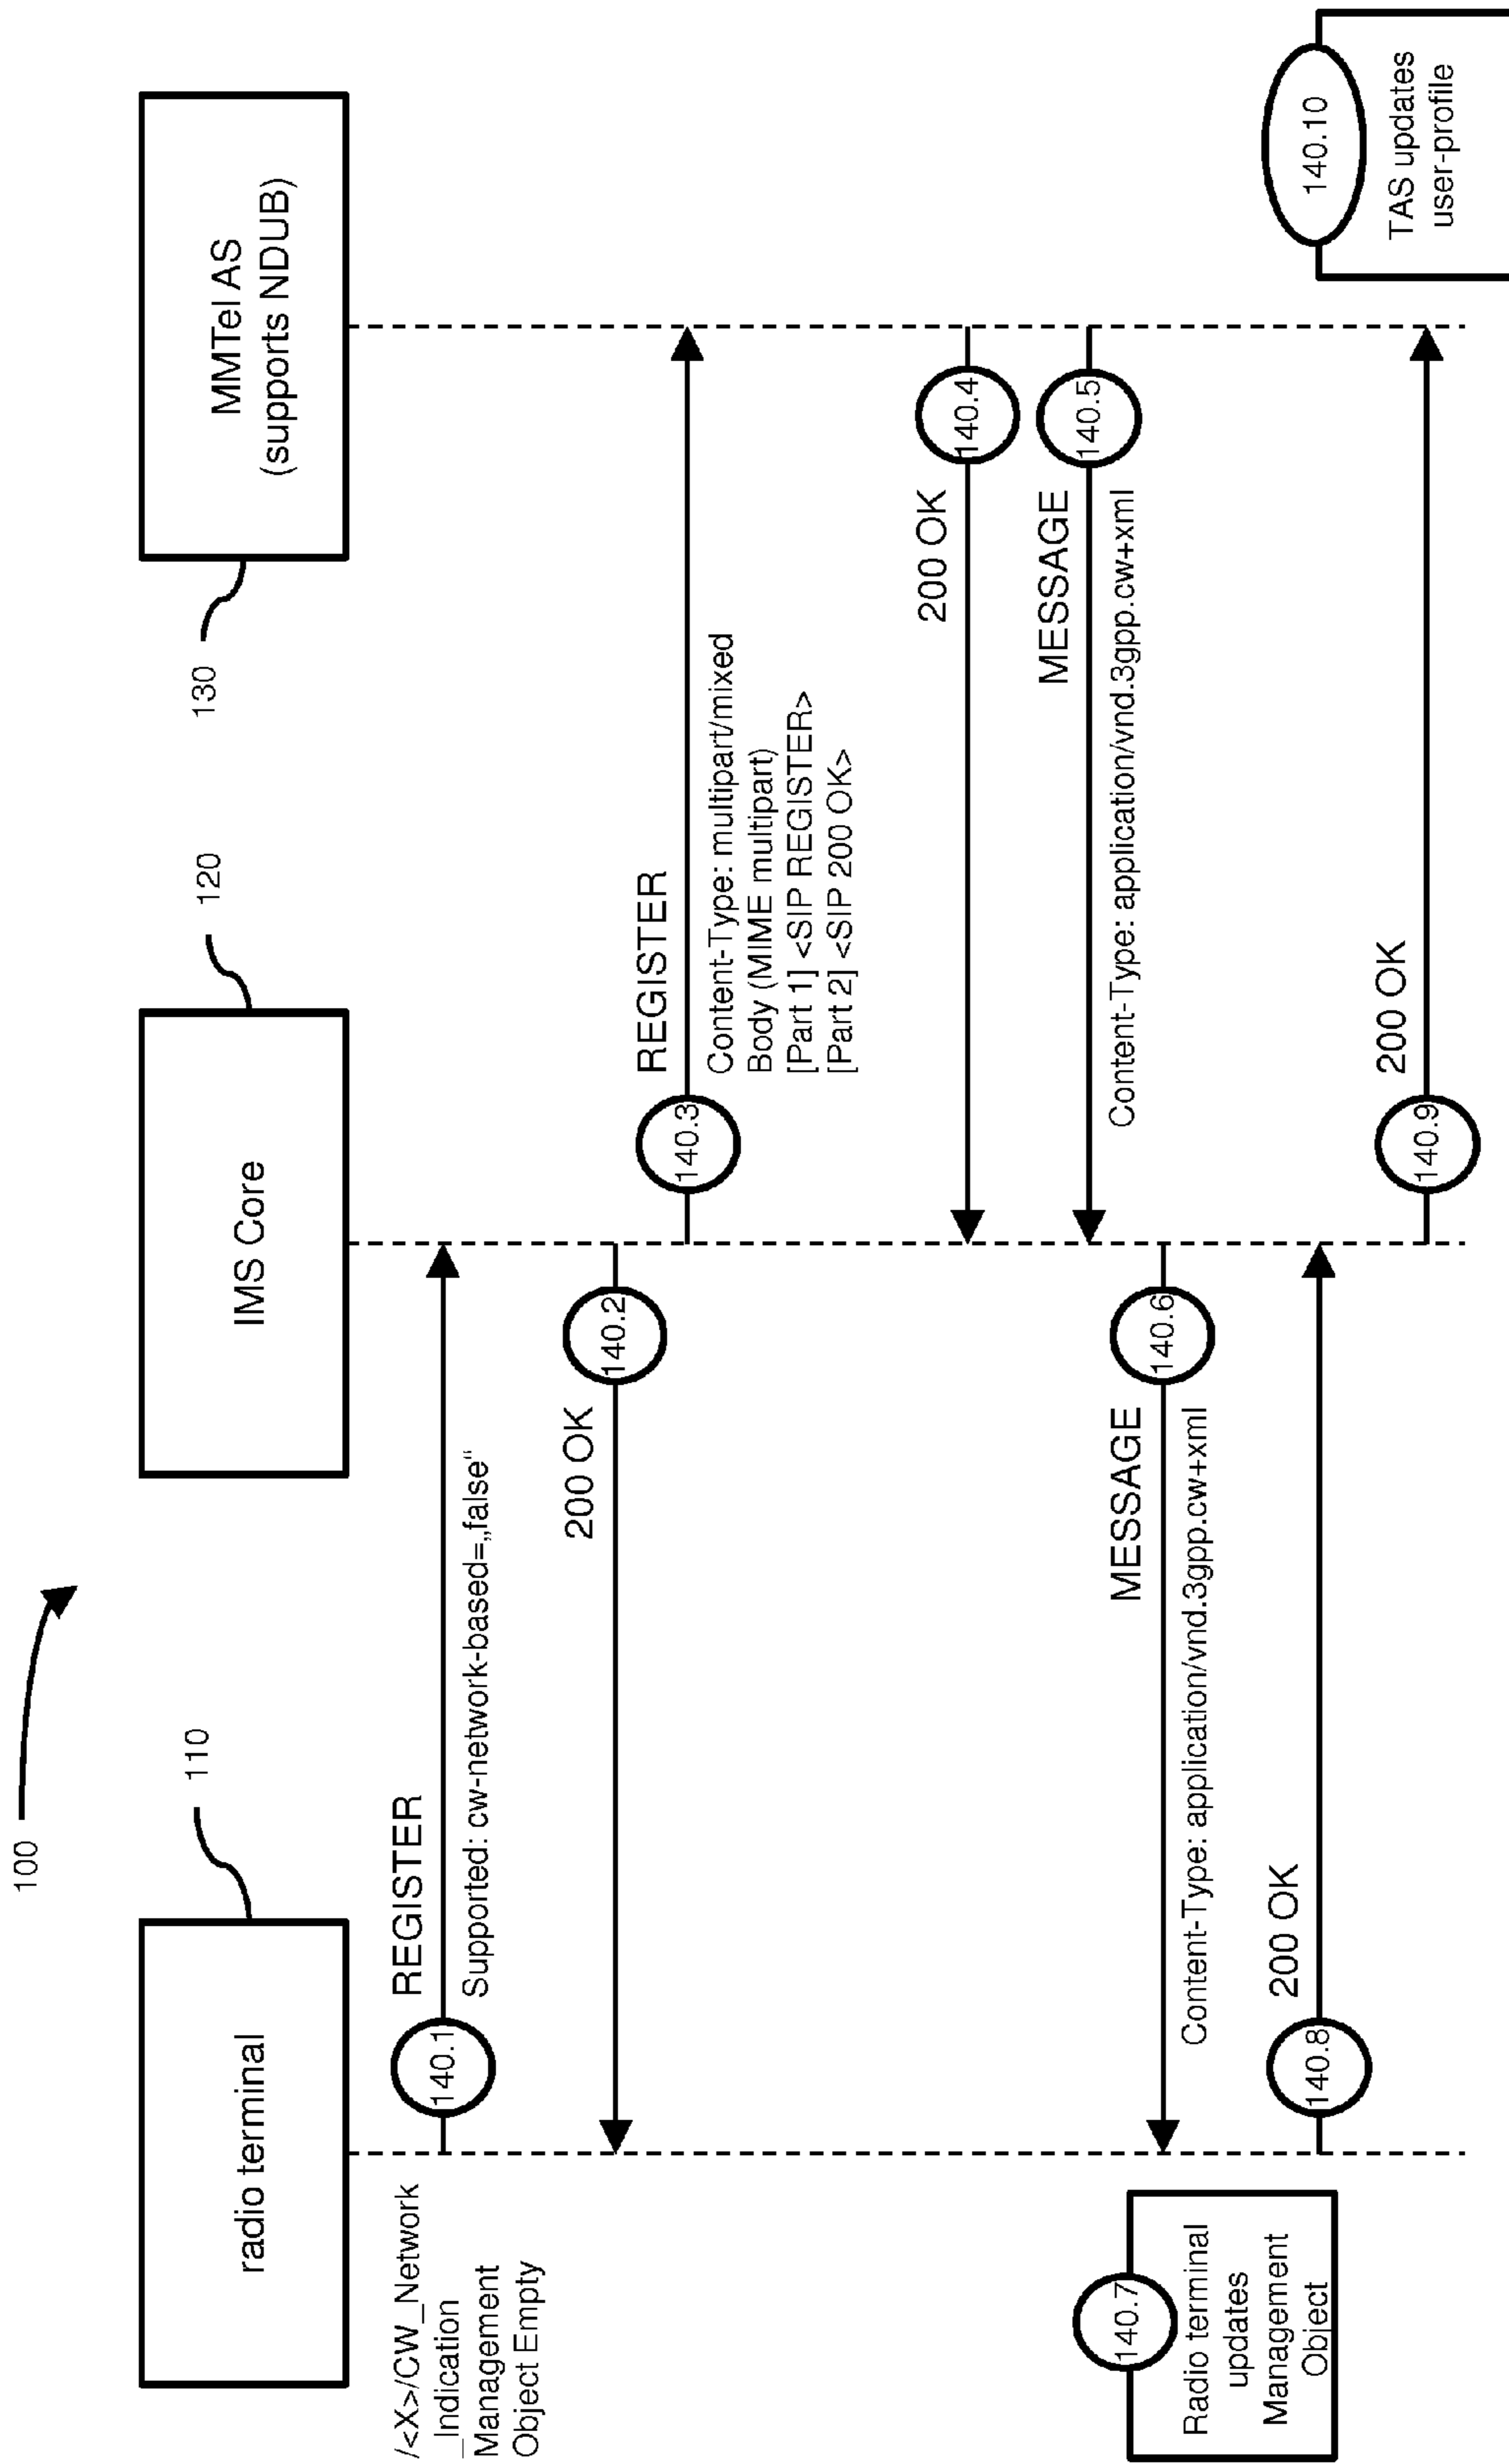 100
110
120
130
radio terminal
IMS Core
MMTel AS
(supports NDUB)
/<X>/CW_Network
_Indication
Management
Object Empty
140.1
REGISTER
Supported: cw-network-based=„false“
200 OK
140.2
140.3
REGISTER
Content-Type: multipart/mixed
Body (MIME multipart)
[Part 1] <SIP REGISTER>
[Part 2] <SIP 200 OK>
200 OK
140.4
MESSAGE
140.5
Content-Type: application/vnd.3gpp.cw+xml
MESSAGE
140.6
Content-Type: application/vnd.3gpp.cw+xml
140.7
Radio terminal
updates
Management
Object
140.8
200 OK
140.9
200 OK
140.10
TAS updates
user-profile